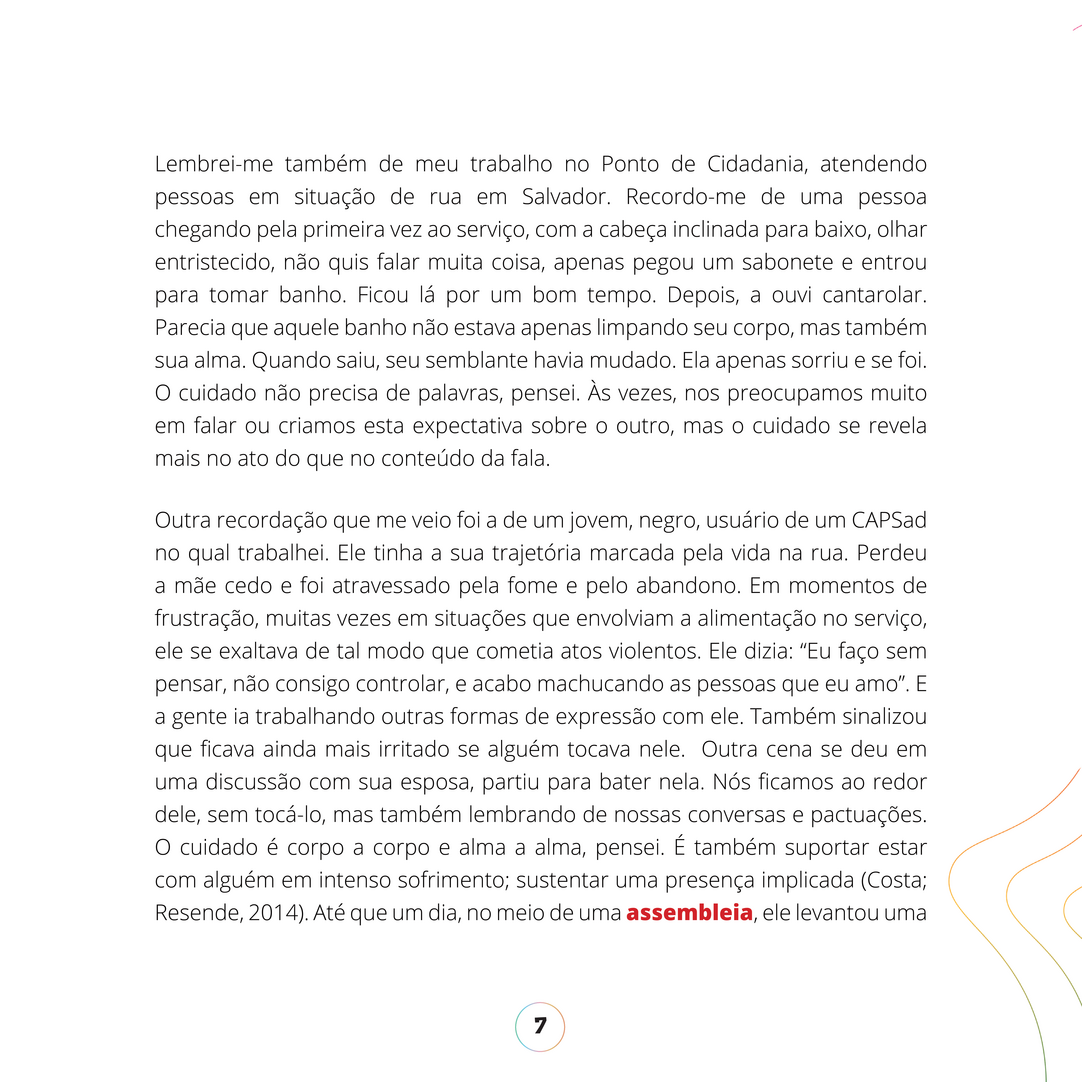 Lembrei-me também de meu trabalho no Ponto de Cidadania, atendendo
pessoas em situação de rua em Salvador. Recordo-me de uma pessoa
chegando pela primeira vez ao serviço, com a cabeça inclinada para baixo, olhar
entristecido, não quis falar muita coisa, apenas pegou um sabonete e entrou
para tomar banho. Ficou lá por um bom tempo. Depois, a ouvi cantarolar.
Parecia que aquele banho não estava apenas limpando seu corpo, mas também
sua alma. Quando saiu, seu semblante havia mudado. Ela apenas sorriu e se foi.
O cuidado não precisa de palavras, pensei. Às vezes, nos preocupamos muito
em falar ou criamos esta expectativa sobre o outro, mas o cuidado se revela
mais no ato do que no conteúdo da fala.
Outra recordação que me veio foi a de um jovem, negro, usuário de um CAPSad
no qual trabalhei. Ele tinha a sua trajetória marcada pela vida na rua. Perdeu
a mãe cedo e foi atravessado pela fome e pelo abandono. Em momentos de
frustração, muitas vezes em situações que envolviam a alimentação no serviço,
ele se exaltava de tal modo que cometia atos violentos. Ele dizia: “Eu faço sem
pensar, não consigo controlar, e acabo machucando as pessoas que eu amo”. E
a gente ia trabalhando outras formas de expressão com ele. Também sinalizou
que ficava ainda mais irritado se alguém tocava nele.  Outra cena se deu em
uma discussão com sua esposa, partiu para bater nela. Nós ficamos ao redor
dele, sem tocá-lo, mas também lembrando de nossas conversas e pactuações.
O cuidado é corpo a corpo e alma a alma, pensei. É também suportar estar
com alguém em intenso sofrimento; sustentar uma presença implicada (Costa;
Resende, 2014). Até que um dia, no meio de uma assembleia, ele levantou uma
7